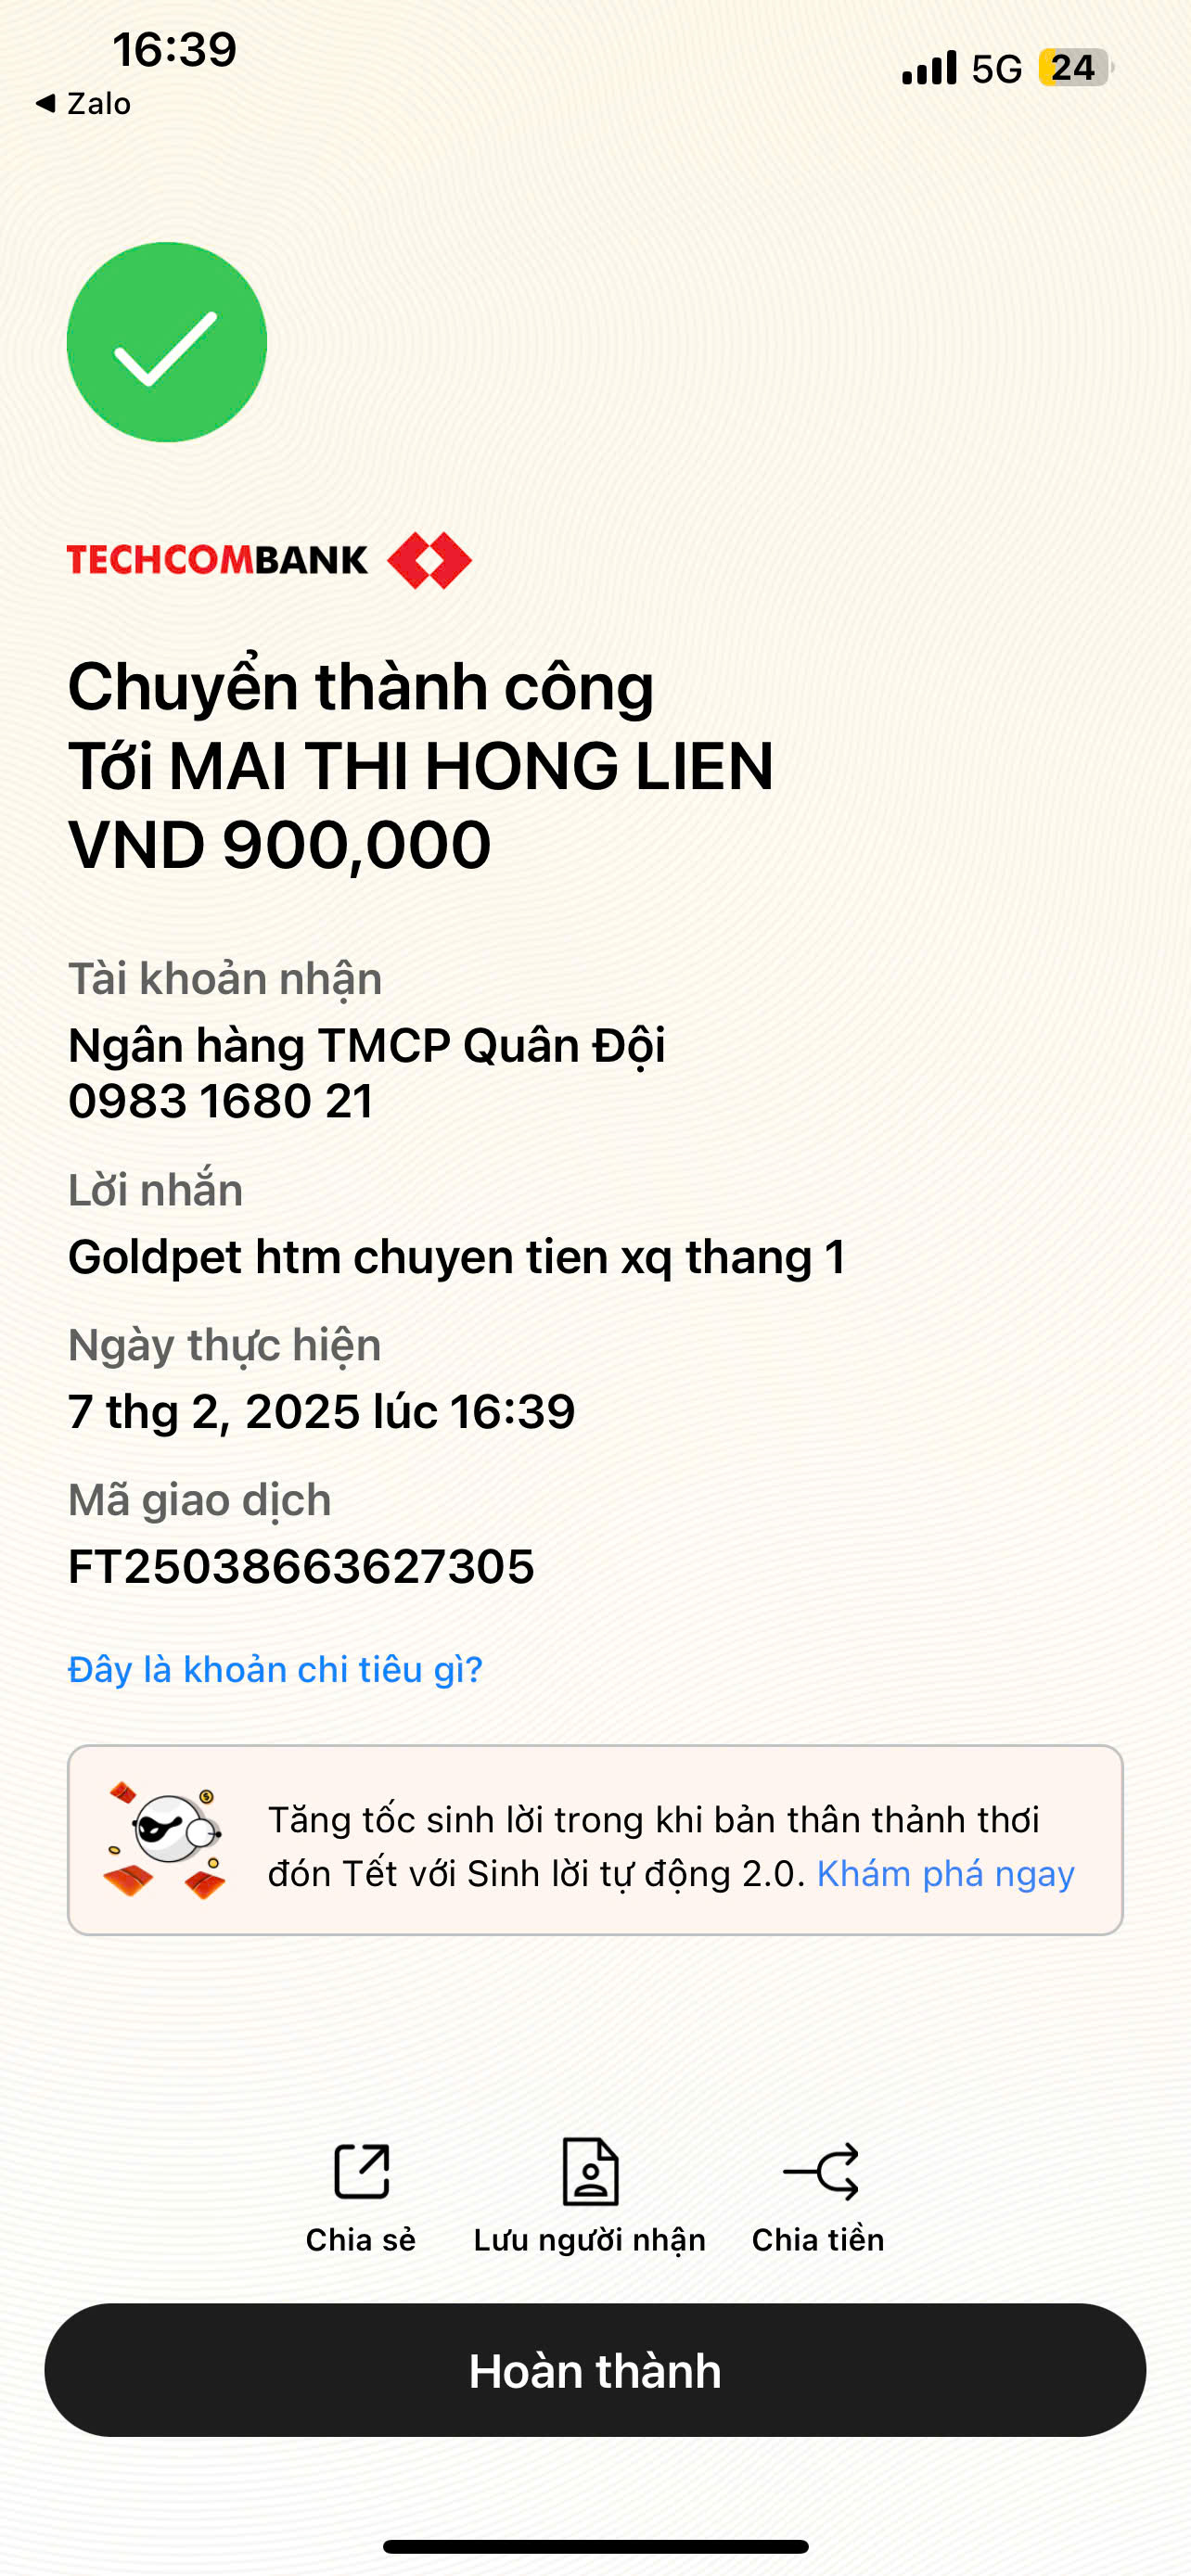 16:39
5G 24
◀ Zalo
TECHCOMBANK
Chuyển thành công
Tới MAI THI HONG LIEN
VND 900,000
Tài khoản nhận
Ngân hàng TMCP Quân Đội
0983 1680 21
Lời nhắn
Goldpet htm chuyen tien xq thang 1
Ngày thực hiện
7 thg 2, 2025 lúc 16:39
Mã giao dịch
FT25038663627305
Đây là khoản chi tiêu gì?
Tăng tốc sinh lời trong khi bản thân thảnh thơi
đón Tết với Sinh lời tự động 2.0. Khám phá ngay
Chia sẻ Lưu người nhận Chia tiền
Hoàn thành